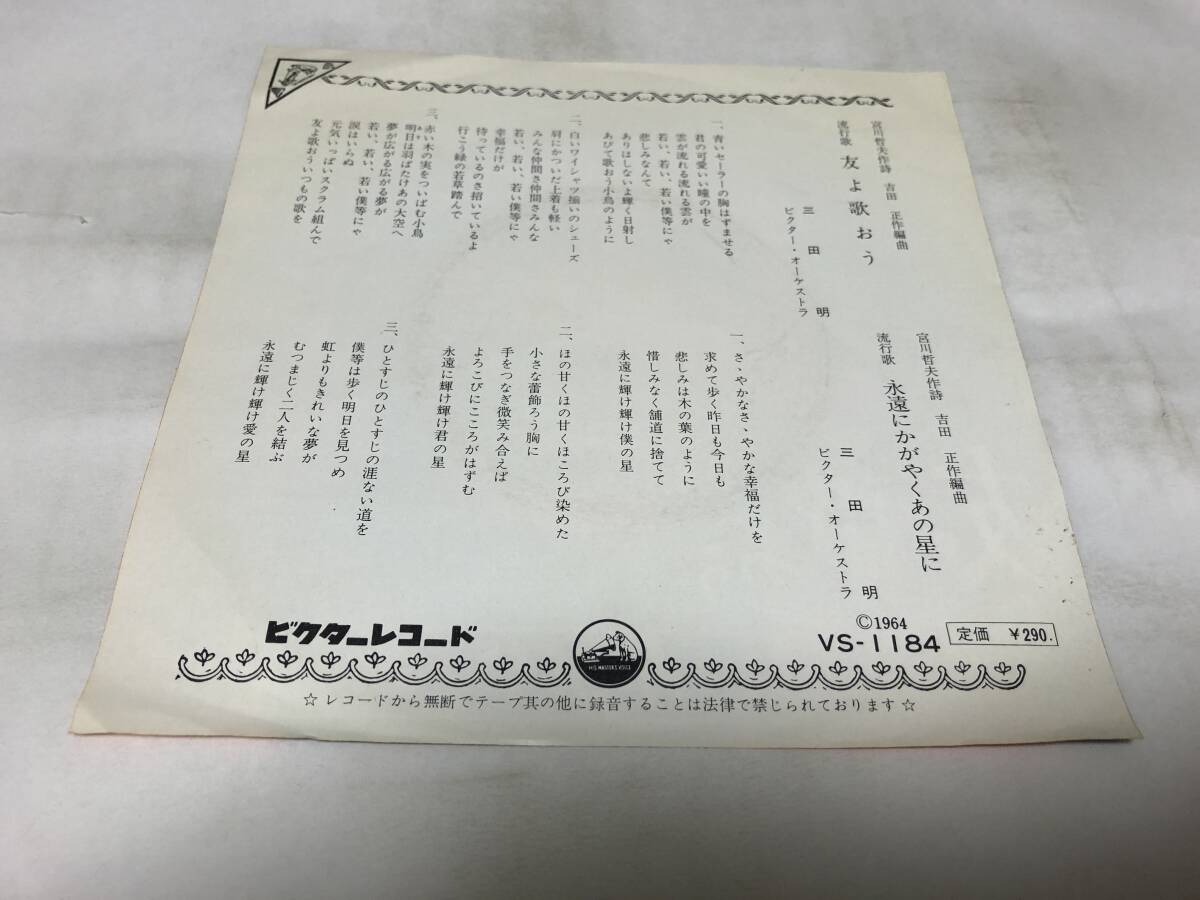 宮川哲夫作詩 吉田 正作編曲
流行歌 友よ歌おう
三田 明
ビクター・オーケストラ
一、青いセーラーの胸はずませる
君の可愛いい瞳の中を
雲が流れる流れる雲が
若い、若い、若い僕等にゃ
悲しみなんて
ありはしないよ輝く日射し
あびて歌おう小鳥のように
二、白いワイシャツ揃いのシューズ
肩にかついだ上着も軽い
みんな仲間さ仲間さみんな
若い、若い、若い僕等にゃ
幸福だけが
待っているのさ招いているよ
行こう緑の若草踏んで
三、赤い木の実をついばむ小鳥
明日は羽ばたけあの大空へ
夢が広がる広がる夢が
若い、若い、若い僕等にゃ
涙はいらぬ
元気いっぱいスクラム組んで
友よ歌おういつもの歌を
宮川哲夫作詩 吉田 正作編曲
流行歌 永遠にかがやくあの星に
三田 明
ビクター・オーケストラ
一、さゝやかなさゝやかな幸福だけを
求めて歩く昨日も今日も
悲しみは木の葉のように
惜しみなく舗道に捨てて
永遠に輝け輝け僕の星
二、ほの甘くほの甘くほころび染めた
小さな蕾飾ろう胸に
手をつなぎ微笑み合えば
よろこびにこころがはずむ
永遠に輝け輝け君の星
三、ひとすじのひとすじの涯ない道を
僕等は歩く明日を見つめ
虹よりもきれいな夢が
むつまじく二人を結ぶ
永遠に輝け輝け愛の星
ビクターレコード
HIS MASTER'S VOICE
©1964
VS-1184
定価 ¥290.
☆ レコードから無断でテープ其の他に録音することは法律で禁じられております ☆